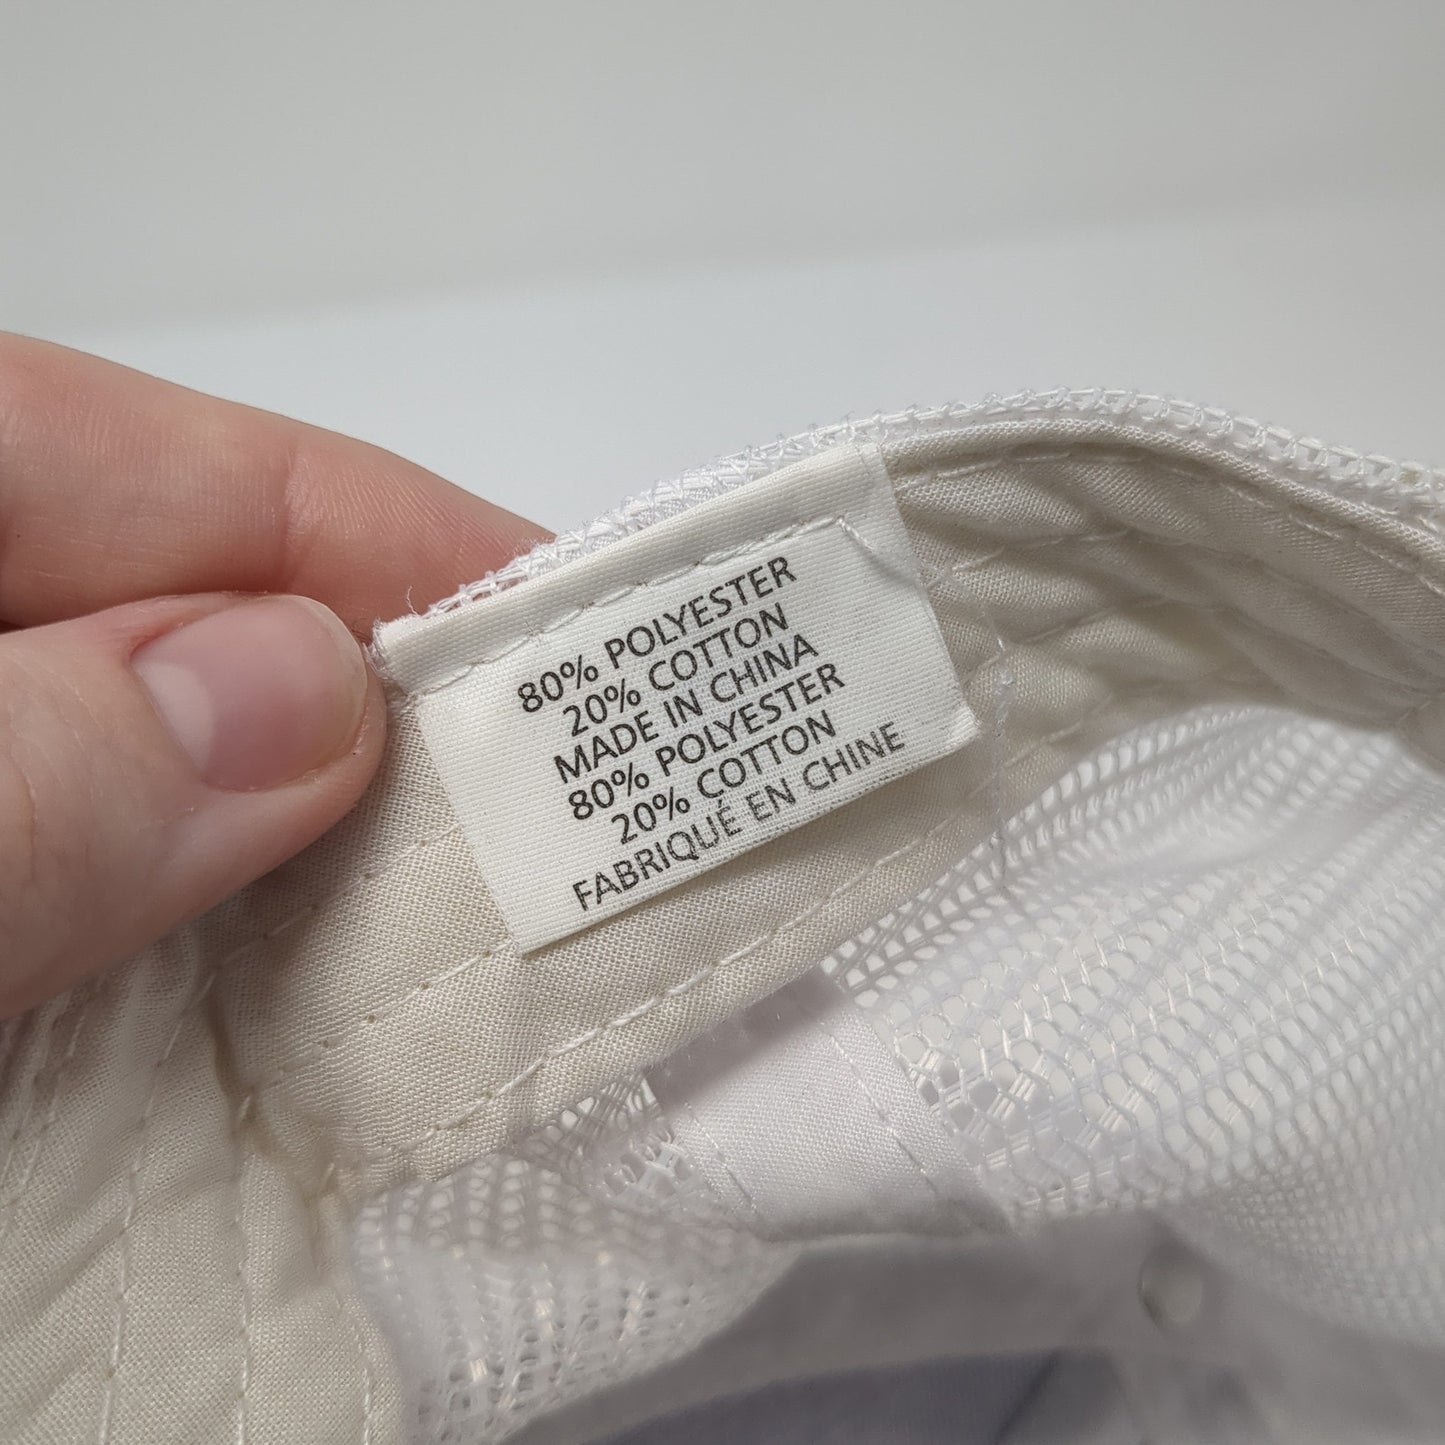 80% POLYESTER
20% COTTON
MADE IN CHINA
80% POLYESTER
20% COTTON
FABRIQUÉ EN CHINE